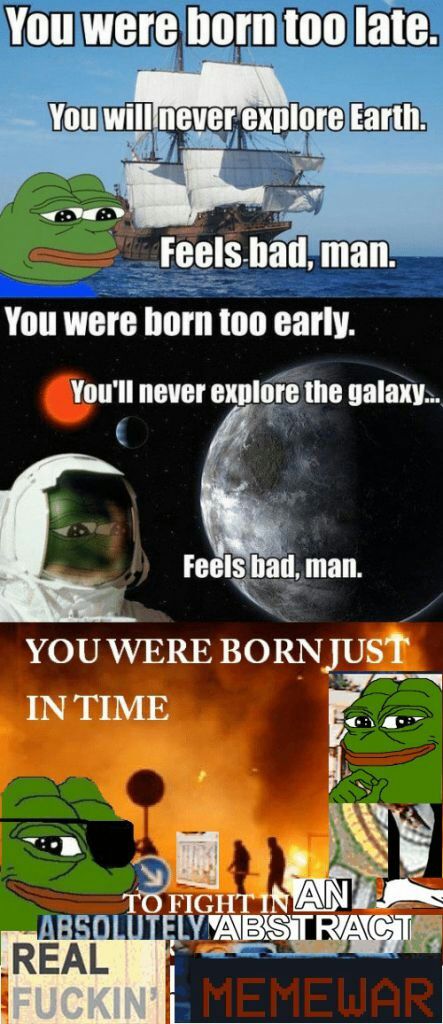 You were born too late.
You will never explore Earth.
Feels bad, man.
You were born too early.
You'll never explore the galaxy...
Feels bad, man.
YOU WERE BORN JUST
IN TIME
TO FIGHT IN AN
ABSOLUTELY ABSTRACT
REAL
FUCKIN'
MEMEWAR